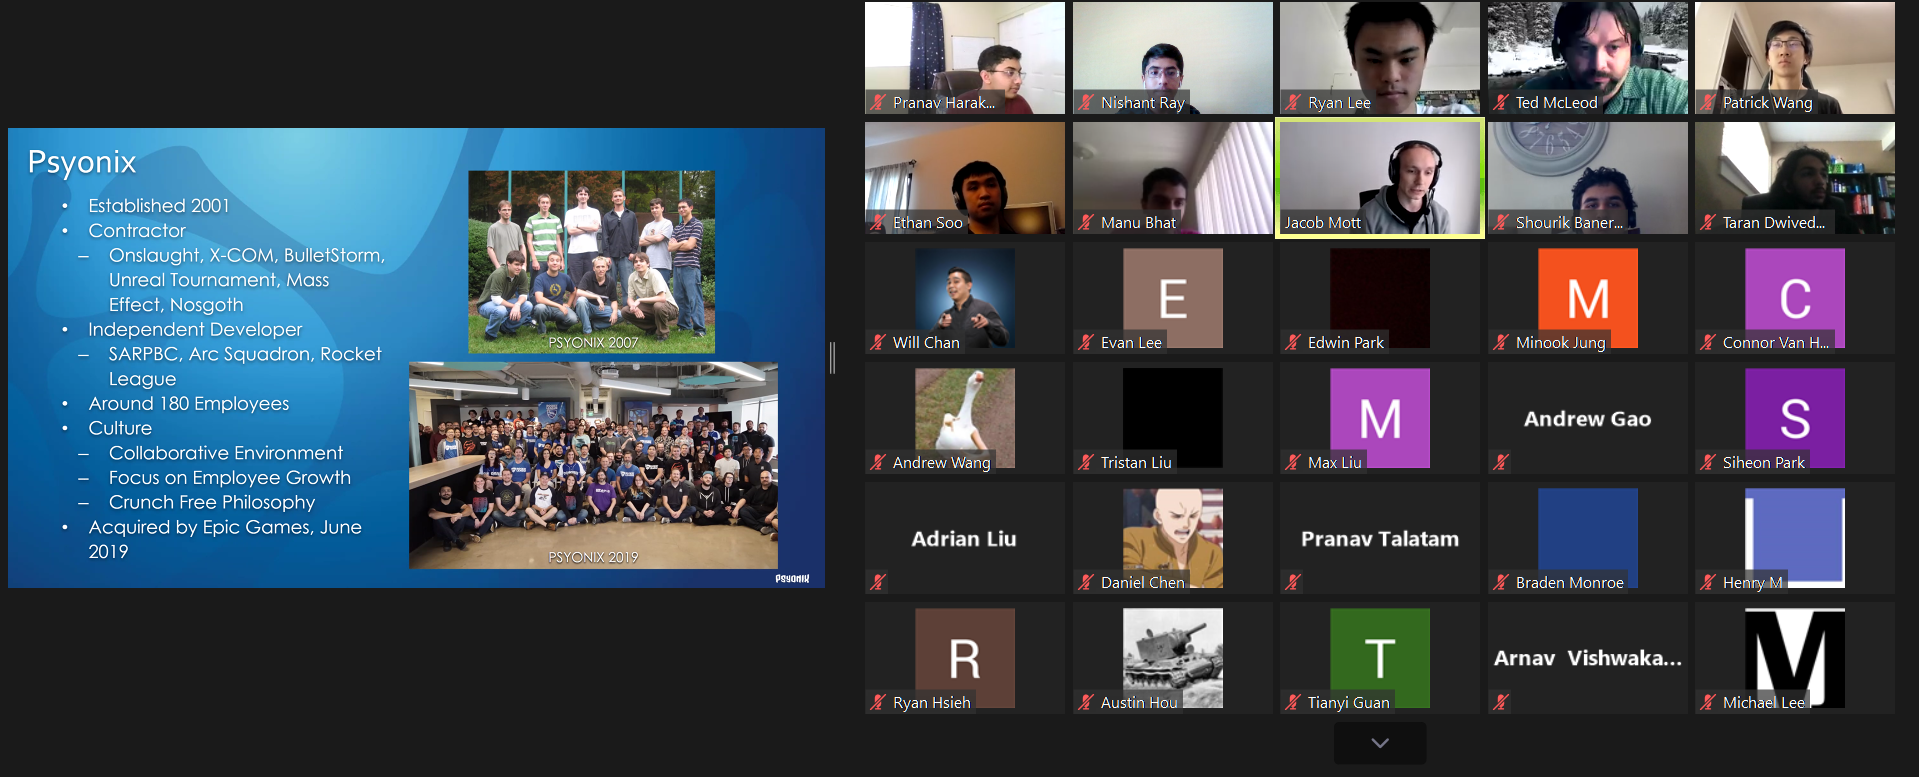 Psyonix
• Established 2001
• Contractor
– Onslaught, X-COM, BulletStorm,
Unreal Tournament, Mass
Effect, Nosgoth
• Independent Developer
– SARPBC, Arc Squadron, Rocket
League
• Around 180 Employees
• Culture
– Collaborative Environment
– Focus on Employee Growth
– Crunch Free Philosophy
• Acquired by Epic Games, June
2019
PSYONIX 2007
PSYONIX 2019
PSYONIX
Pranav Harak...
Nishant Ray
Ryan Lee
Ted McLeod
Patrick Wang
Ethan Soo
Manu Bhat
Jacob Mott
Shourik Baner...
Taran Dwived...
Will Chan
E
Evan Lee
Edwin Park
M
Minook Jung
C
Connor Van H...
Andrew Wang
Tristan Liu
M
Max Liu
Andrew Gao
S
Siheon Park
Adrian Liu
Daniel Chen
Pranav Talatam
Braden Monroe
Henry M
R
Ryan Hsieh
Austin Hou
T
Tianyi Guan
Arnav Vishwaka...
M
Michael Lee